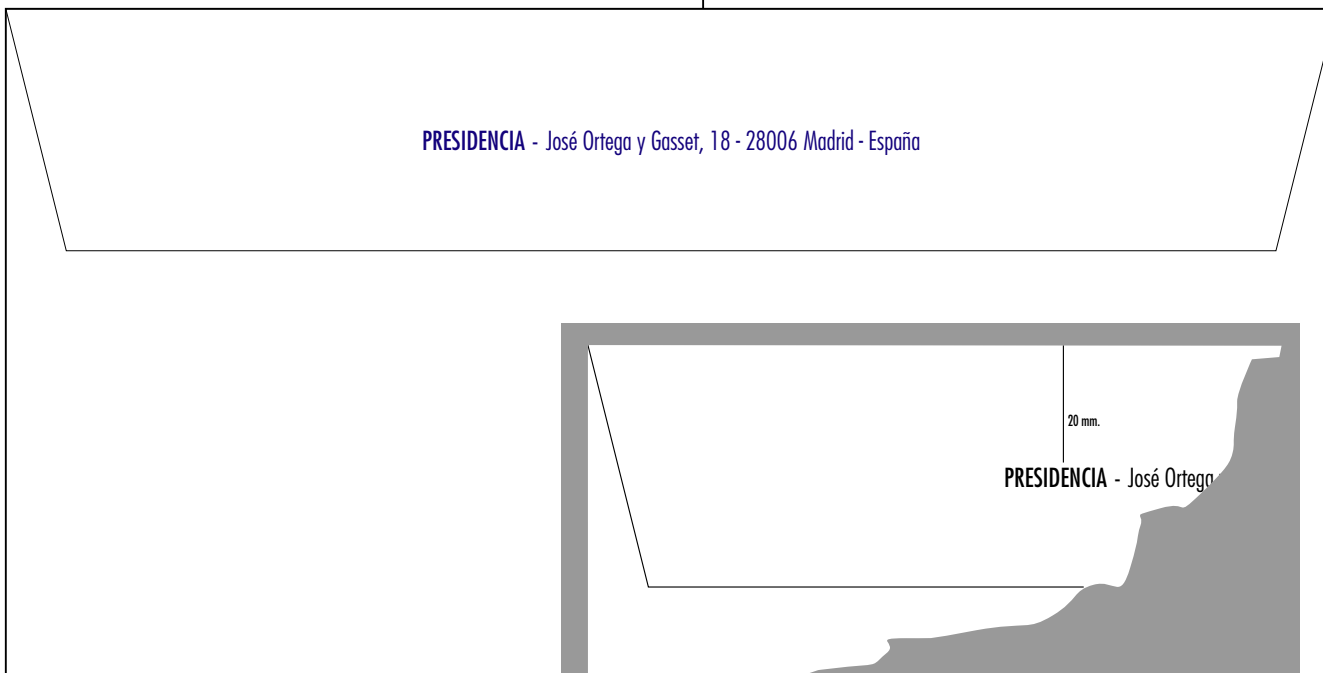 PRESIDENCIA - José Ortega y Gasset, 18 - 28006 Madrid - España
20 mm.
PRESIDENCIA - José Ortega